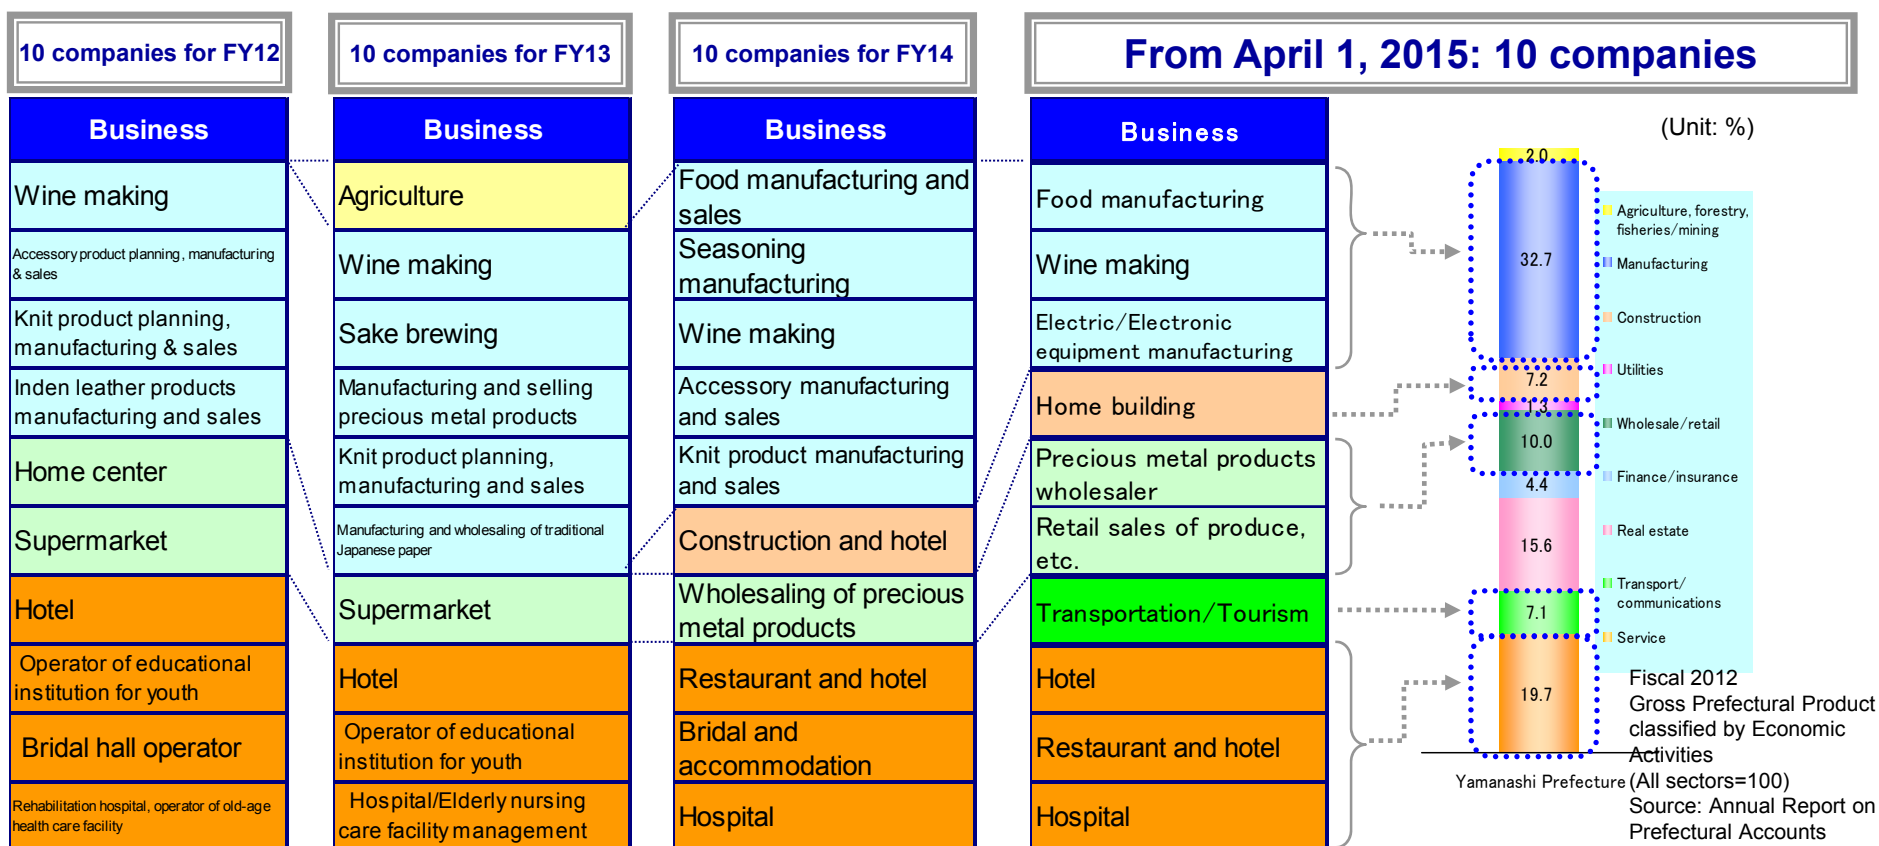 10 companies for FY12
10 companies for FY13
10 companies for FY14
From April 1, 2015: 10 companies
Business
Wine making
Accessory product planning, manufacturing
& sales
Knit product planning,
manufacturing & sales
Inden leather products
manufacturing and sales
Home center
Supermarket
Hotel
Operator of educational
institution for youth
Bridal hall operator
Rehabilitation hospital, operator of old-age
health care facility
Business
Agriculture
Wine making
Sake brewing
Manufacturing and selling
precious metal products
Knit product planning,
manufacturing and sales
Manufacturing and wholesaling of traditional
Japanese paper
Supermarket
Hotel
Operator of educational
institution for youth
Hospital/Elderly nursing
care facility management
Business
Food manufacturing and
sales
Seasoning
manufacturing
Wine making
Accessory manufacturing
and sales
Knit product manufacturing
and sales
Construction and hotel
Wholesaling of precious
metal products
Restaurant and hotel
Bridal and
accommodation
Hospital
Business
Food manufacturing
Wine making
Electric/Electronic
equipment manufacturing
Home building
Precious metal products
wholesaler
Retail sales of produce,
etc.
Transportation/Tourism
Hotel
Restaurant and hotel
Hospital
(Unit: %)
2.0
32.7
7.2
1.3
10.0
4.4
15.6
7.1
19.7
Yamanashi Prefecture
Agriculture, forestry,
fisheries/mining
Manufacturing
Construction
Utilities
Wholesale/retail
Finance/insurance
Real estate
Transport/
communications
Service
Fiscal 2012
Gross Prefectural Product
classified by Economic
Activities
(All sectors=100)
Source: Annual Report on
Prefectural Accounts